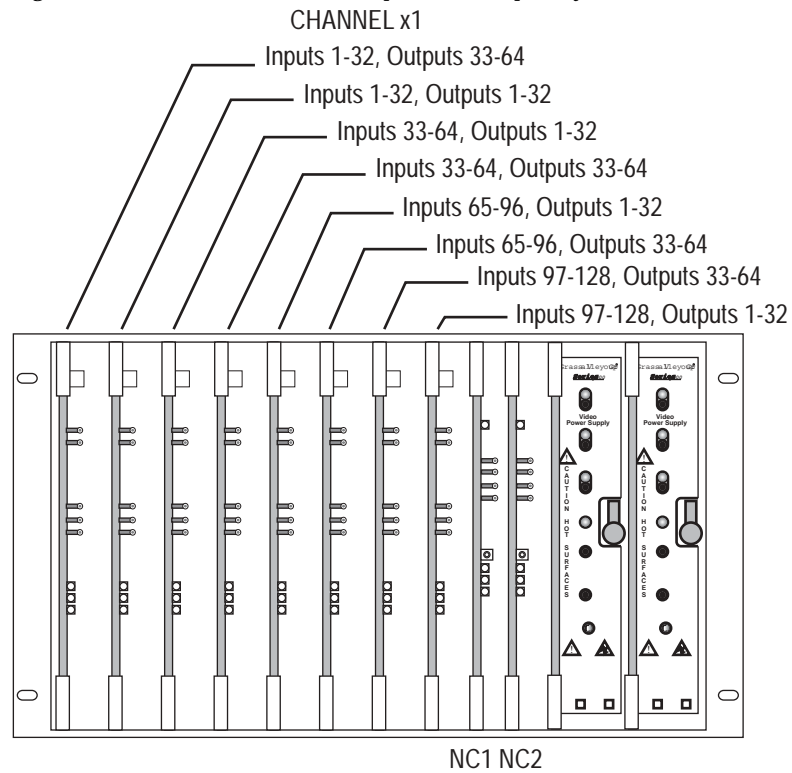 CHANNEL x1
Inputs 1-32, Outputs 33-64
Inputs 1-32, Outputs 1-32
Inputs 33-64, Outputs 1-32
Inputs 33-64, Outputs 33-64
Inputs 65-96, Outputs 1-32
Inputs 65-96, Outputs 33-64
Inputs 97-128, Outputs 33-64
Inputs 97-128, Outputs 1-32
Video
Power Supply
CAUTION HOT SURFACES
Video
Power Supply
CAUTION HOT SURFACES
NC1 NC2